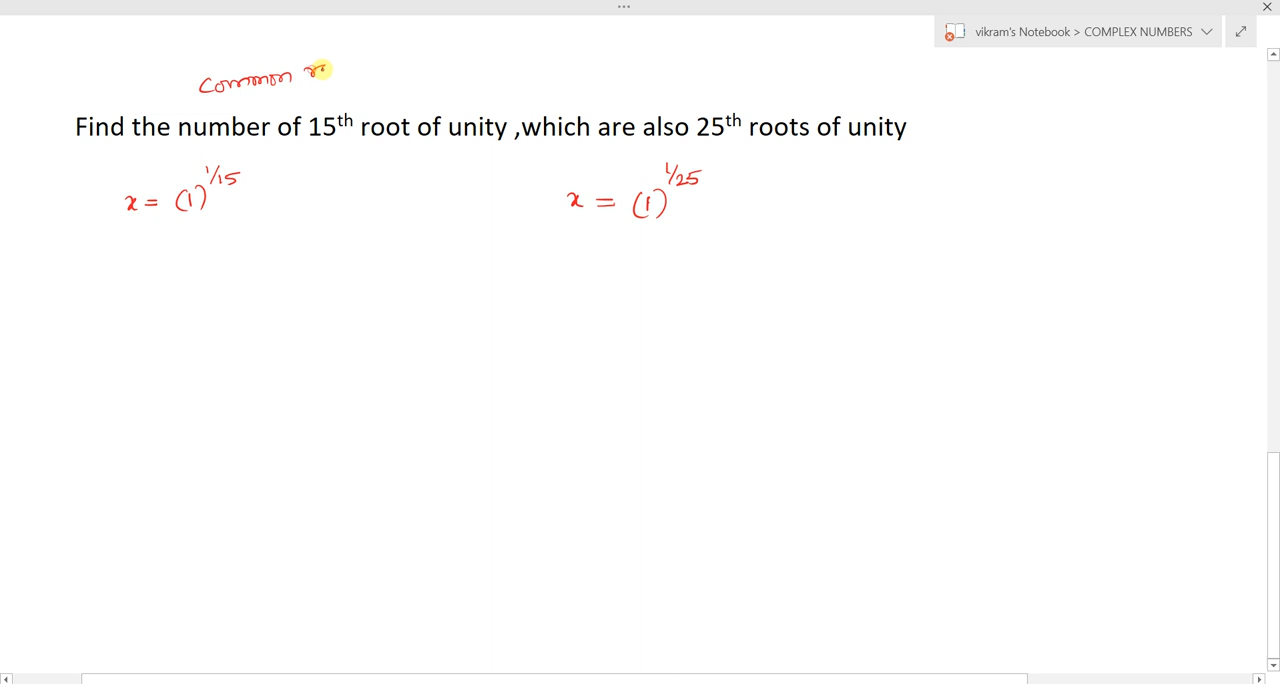 vikram's Notebook > COMPLEX NUMBERS
Common
Find the number of 15th root of unity ,which are also 25th roots of unity
x = (1)^1/15
x = (1)^1/25